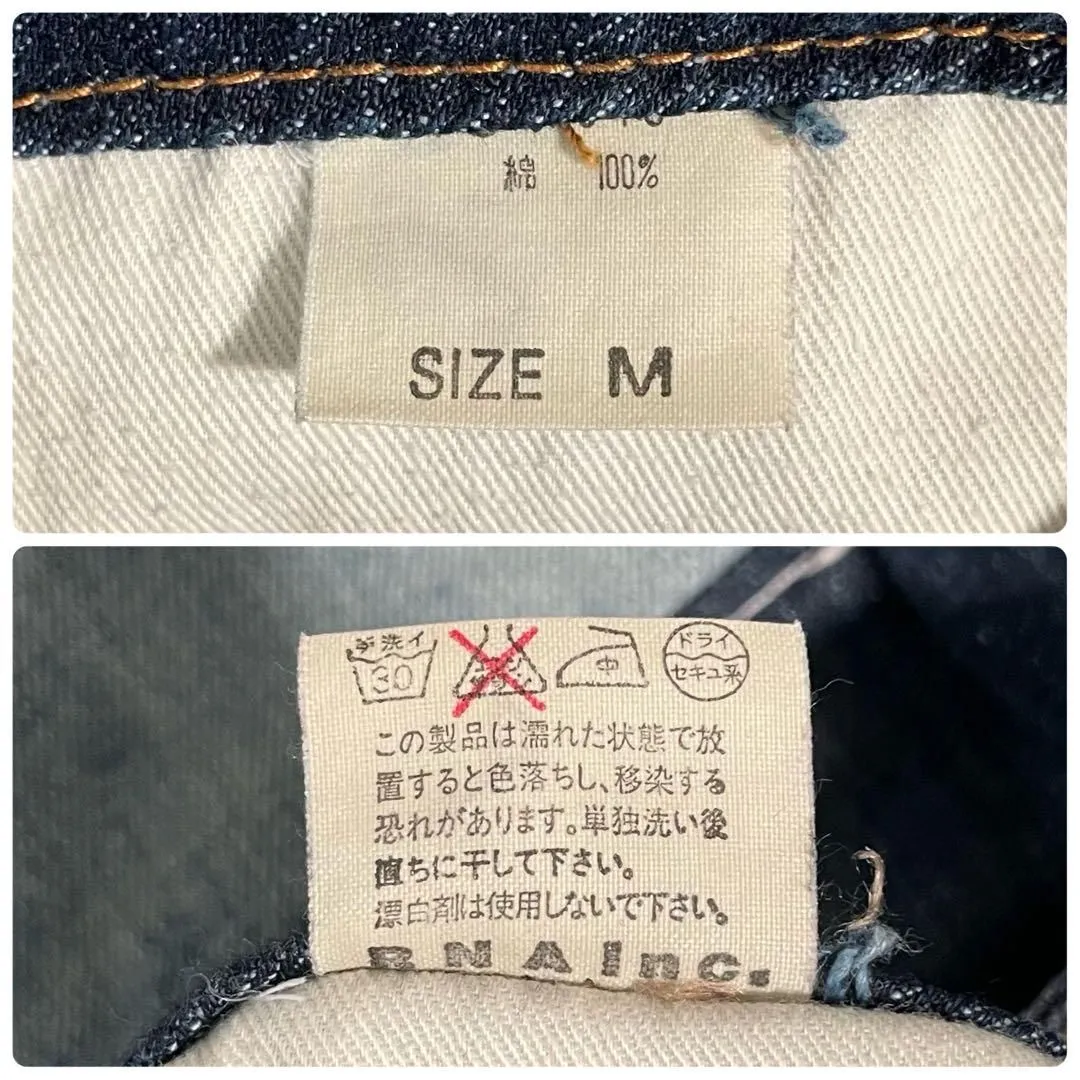 綿 100%
SIZE M
手洗イ
30
中
ドライ
セキュ系
この製品は濡れた状態で放
置すると色落ちし、移染する
恐れがあります。単独洗い後
直ちに干して下さい。
漂白剤は使用しないで下さい。
RNA Inc.